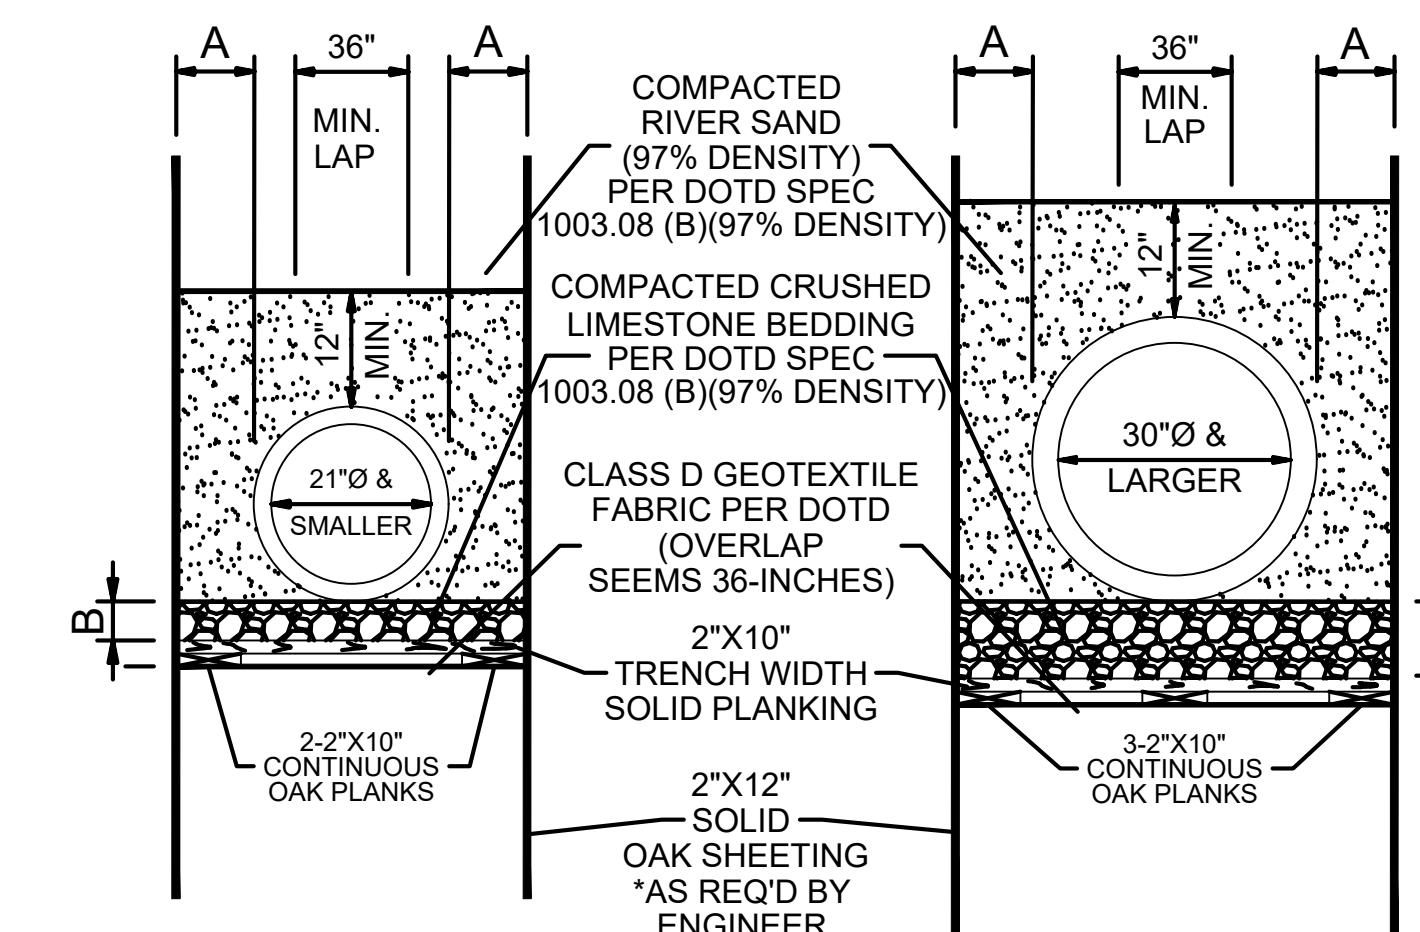 A
36"
A
MIN.
LAP
COMPACTED
RIVER SAND
(97% DENSITY)
PER DOTD SPEC
1003.08 (B)(97% DENSITY)
A
36"
A
MIN.
LAP
12"
MIN.
12"
MIN.
COMPACTED CRUSHED
LIMESTONE BEDDING
PER DOTD SPEC
1003.08 (B)(97% DENSITY)
21"Ø &
SMALLER
30"Ø &
LARGER
CLASS D GEOTEXTILE
FABRIC PER DOTD
(OVERLAP
SEEMS 36-INCHES)
B
2"X10"
TRENCH WIDTH
SOLID PLANKING
2-2"X10"
CONTINUOUS
OAK PLANKS
3-2"X10"
CONTINUOUS
OAK PLANKS
2"X12"
SOLID
OAK SHEETING
*AS REQ'D BY
ENGINEER